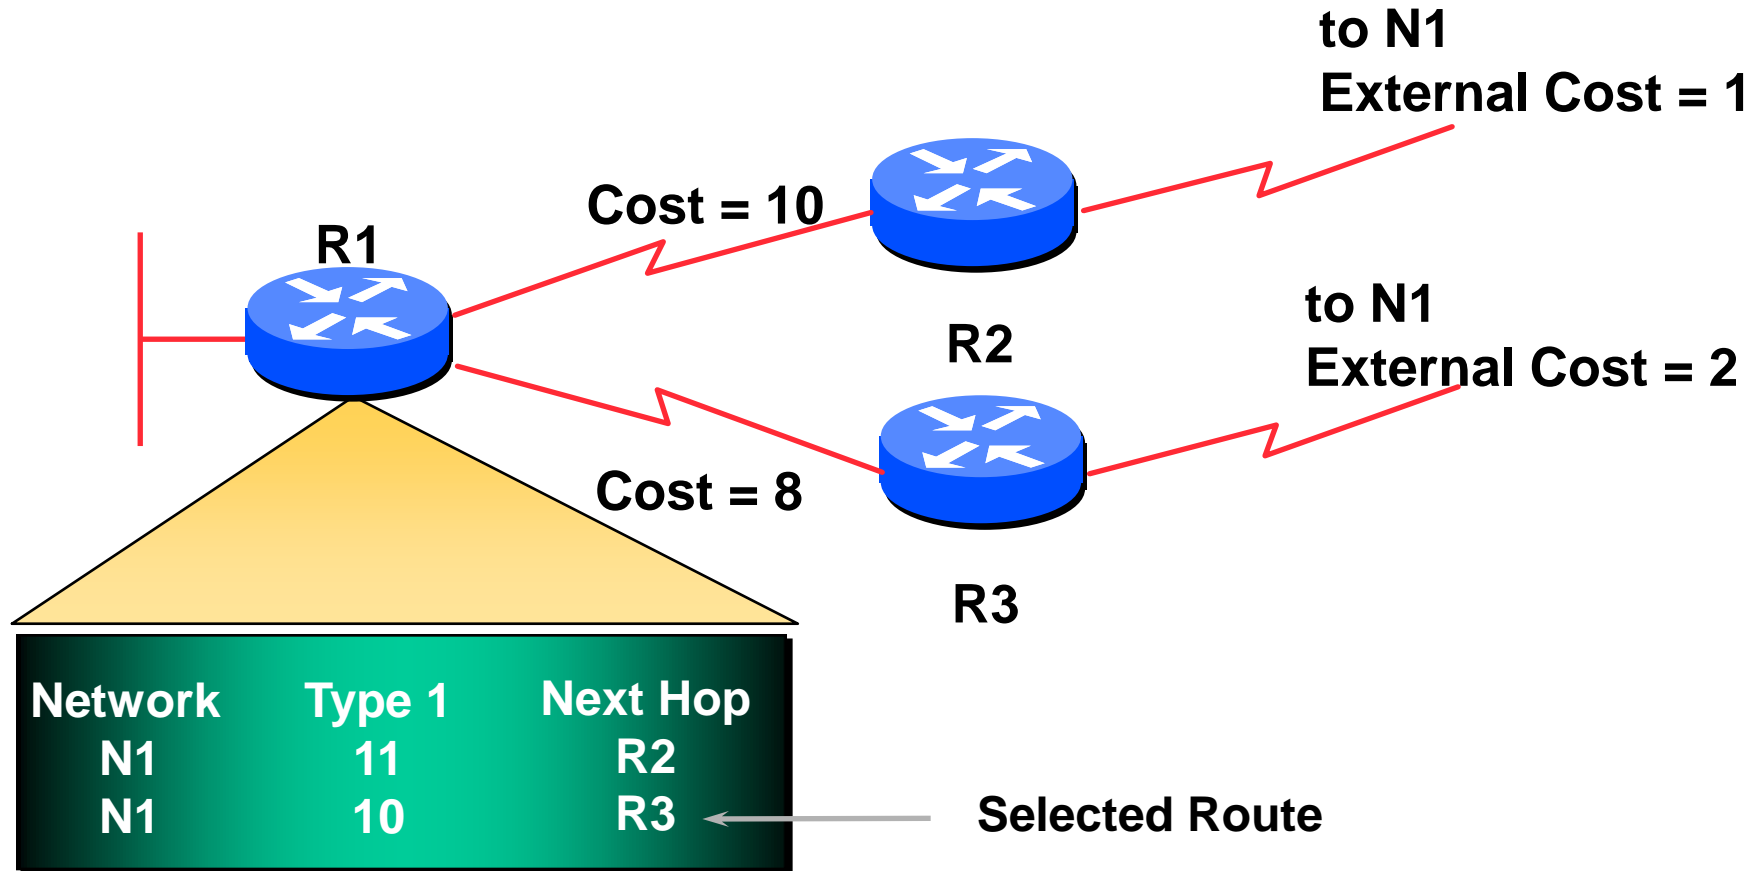 to N1
External Cost = 1
Cost = 10
R1
R2
to N1
External Cost = 2
Cost = 8
R3
Network Type 1 Next Hop
N1 11 R2
N1 10 R3
Selected Route